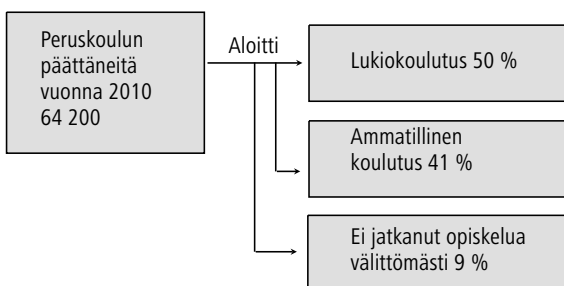 Peruskoulun
päättäneitä
vuonna 2010
64 200
Aloitti
Lukiokoulutus 50 %
Ammatillinen
koulutus 41 %
Ei jatkanut opiskelua
välittömästi 9 %